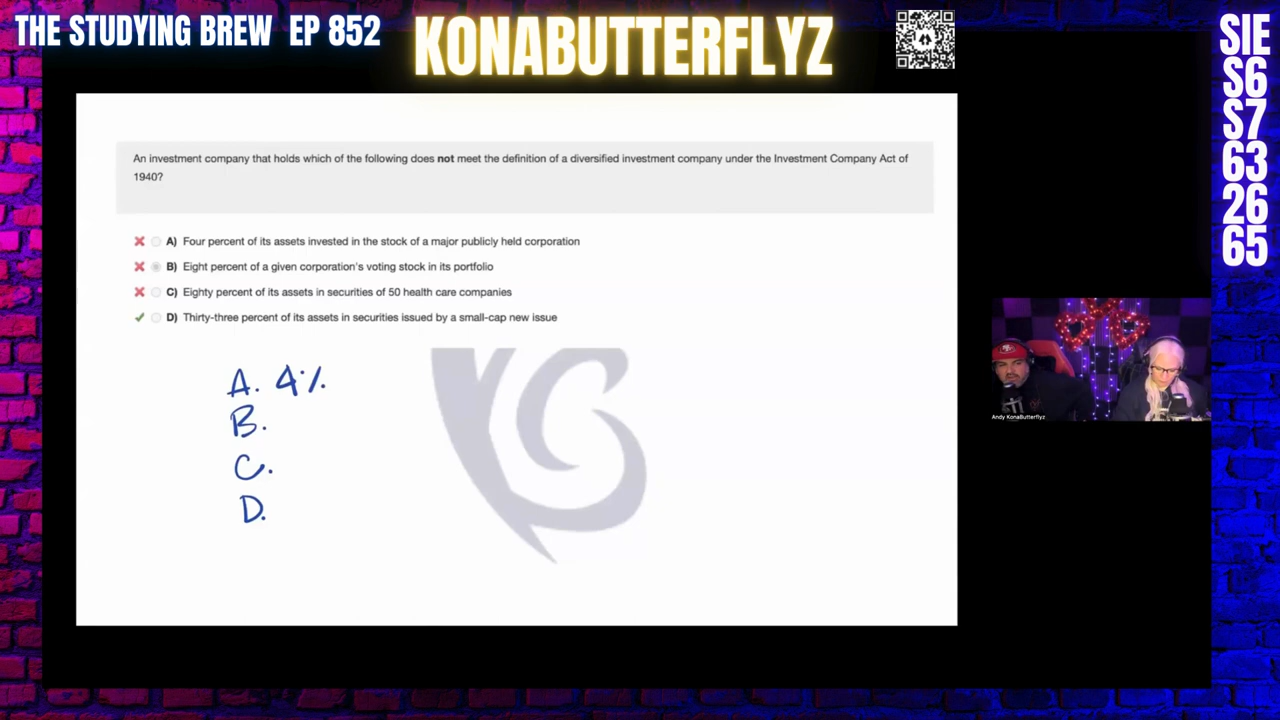 THE STUDYING BREW EP 852
KONABUTTERFLYZ
SIE
S6
S7
63
26
65
An investment company that holds which of the following does not meet the definition of a diversified investment company under the Investment Company Act of
1940?
A) Four percent of its assets invested in the stock of a major publicly held corporation
B) Eight percent of a given corporation's voting stock in its portfolio
C) Eighty percent of its assets in securities of 50 health care companies
D) Thirty-three percent of its assets in securities issued by a small-cap new issue
A. 4%
B.
C.
D.
Andy KonaButterflyz